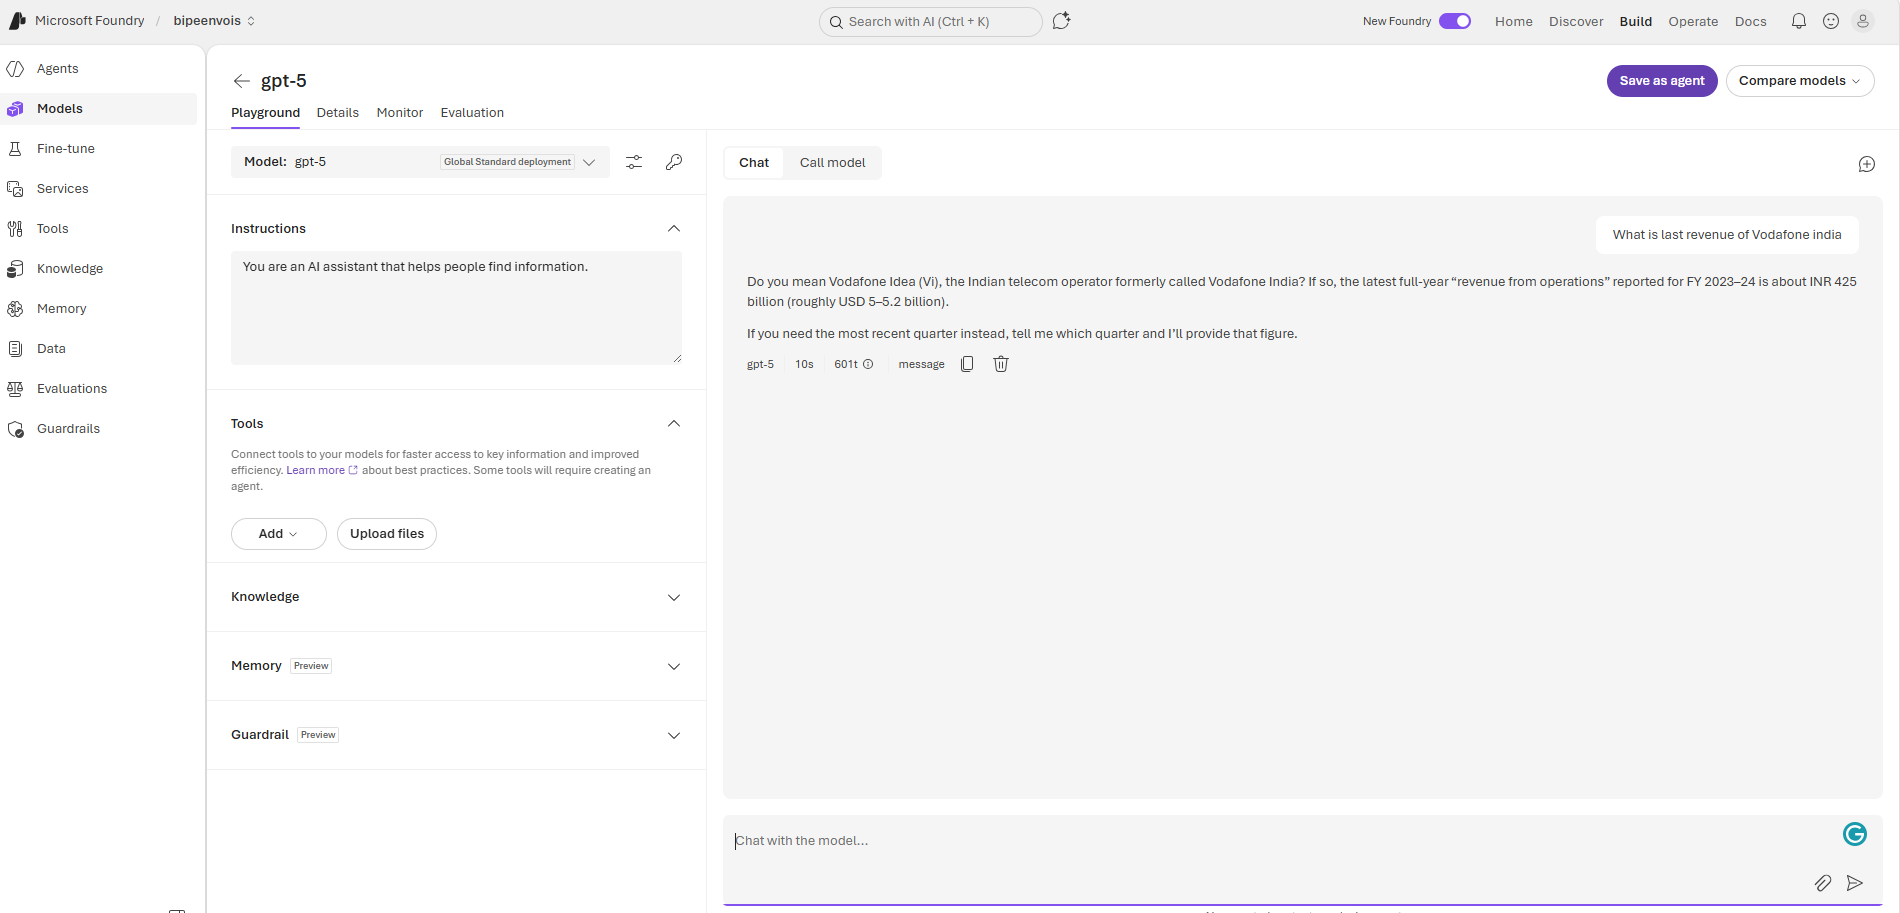 Microsoft Foundry / bipeenvois
Search with AI (Ctrl + K)
New Foundry Home Discover Build Operate Docs
Agents
Models
Fine-tune
Services
Tools
Knowledge
Memory
Data
Evaluations
Guardrails
gpt-5
Save as agent Compare models
Playground Details Monitor Evaluation
Model: gpt-5 Global Standard deployment
Instructions
You are an AI assistant that helps people find information.
Tools
Connect tools to your models for faster access to key information and improved
efficiency. Learn more about best practices. Some tools will require creating an
agent.
Add Upload files
Knowledge
Memory Preview
Guardrail Preview
Chat Call model
What is last revenue of Vodafone india
Do you mean Vodafone Idea (Vi), the Indian telecom operator formerly called Vodafone India? If so, the latest full-year “revenue from operations” reported for FY 2023–24 is about INR 425
billion (roughly USD 5–5.2 billion).
If you need the most recent quarter instead, tell me which quarter and I’ll provide that figure.
gpt-5 10s 601t message
Chat with the model...